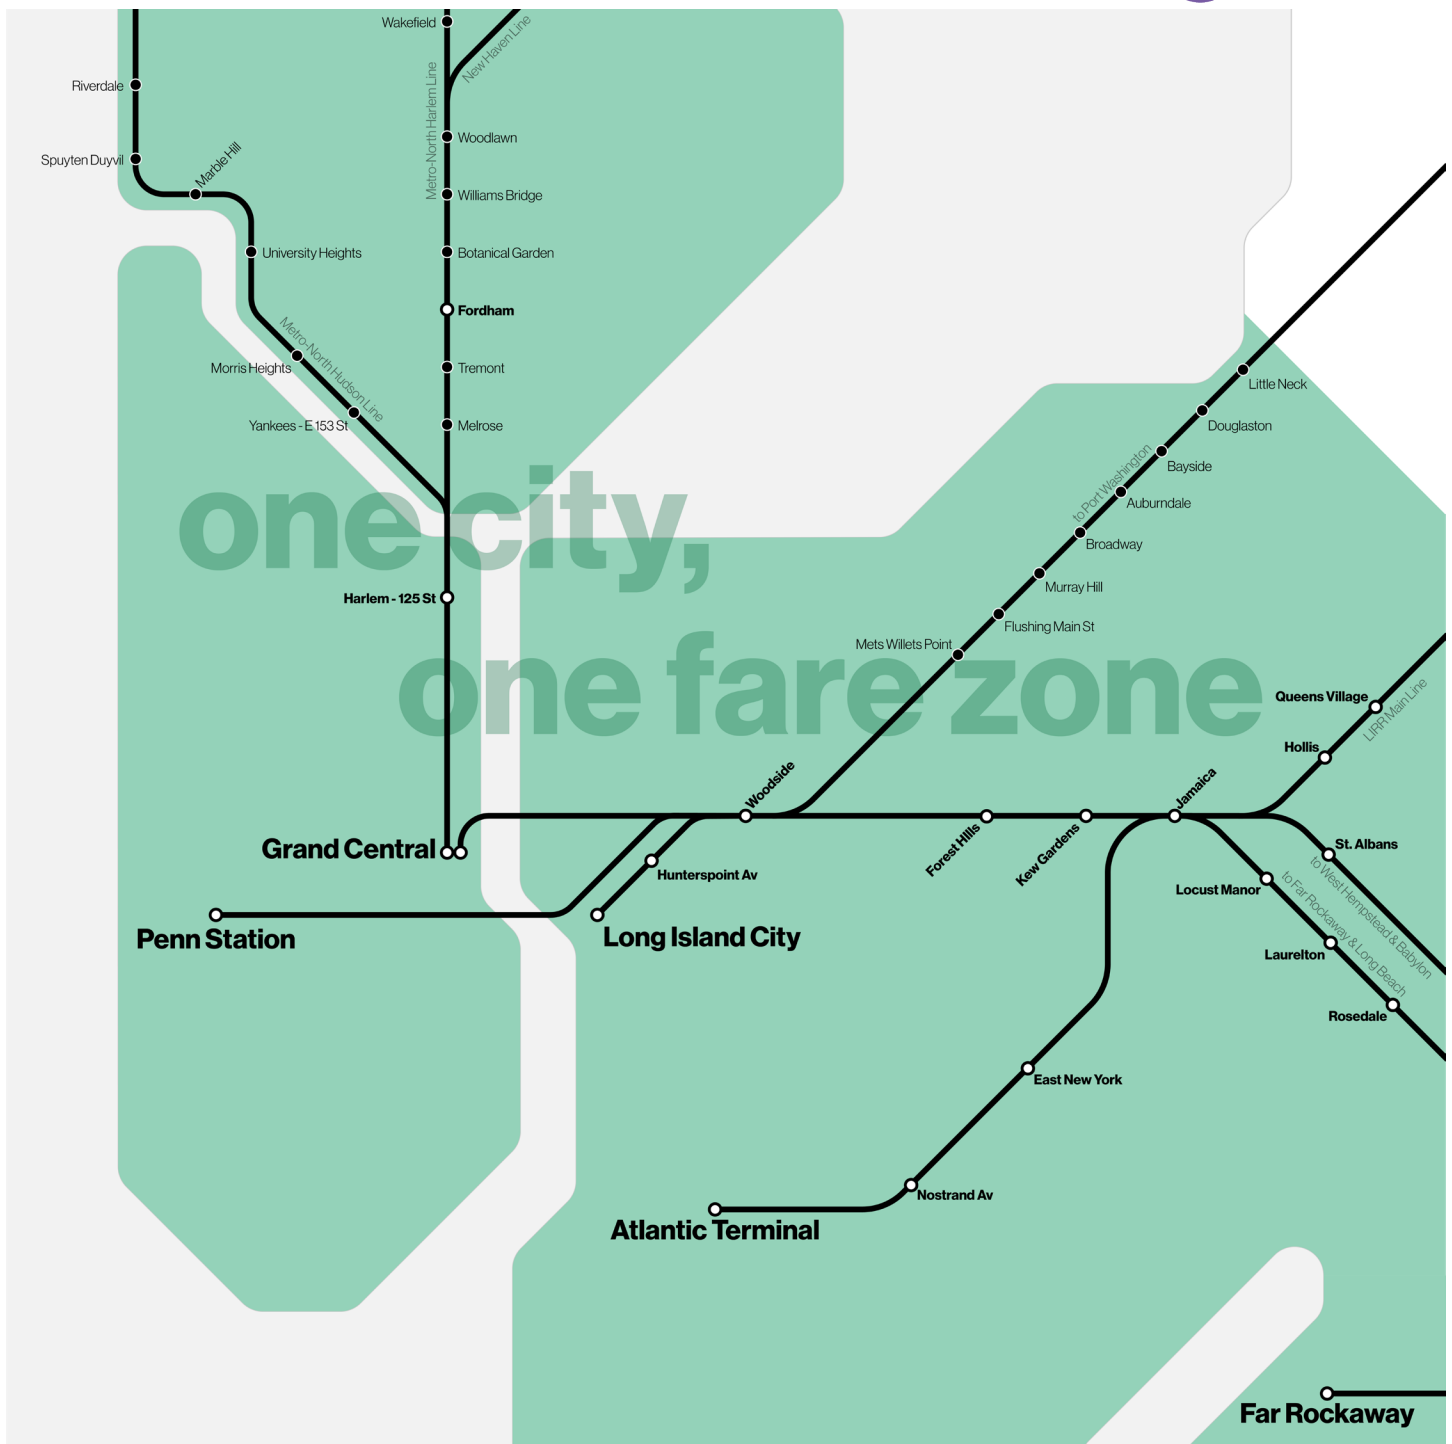 Wakefield
New Haven Line
Metro-North Harlem Line
Riverdale
Woodlawn
Spuyten Duyvil
Marble Hill
Williams Bridge
University Heights
Botanical Garden
Fordham
Metro-North Hudson Line
Morris Heights
Tremont
Little Neck
Yankees - E 153 St
Melrose
Douglaston
to Port Washington
Bayside
Auburndale
one city,
Broadway
Murray Hill
Harlem - 125 St
Flushing Main St
Mets Willets Point
one fare zone
Queens Village
LIRR Main Line
Hollis
Woodside
Jamaica
Grand Central
Forest HIlls
Kew Gardens
St. Albans
Hunterspoint Av
to West Hempstead & Babylon
Locust Manor
to Far Rockaway & Long Beach
Penn Station
Long Island City
Laurelton
Rosedale
East New York
Nostrand Av
Atlantic Terminal
Far Rockaway